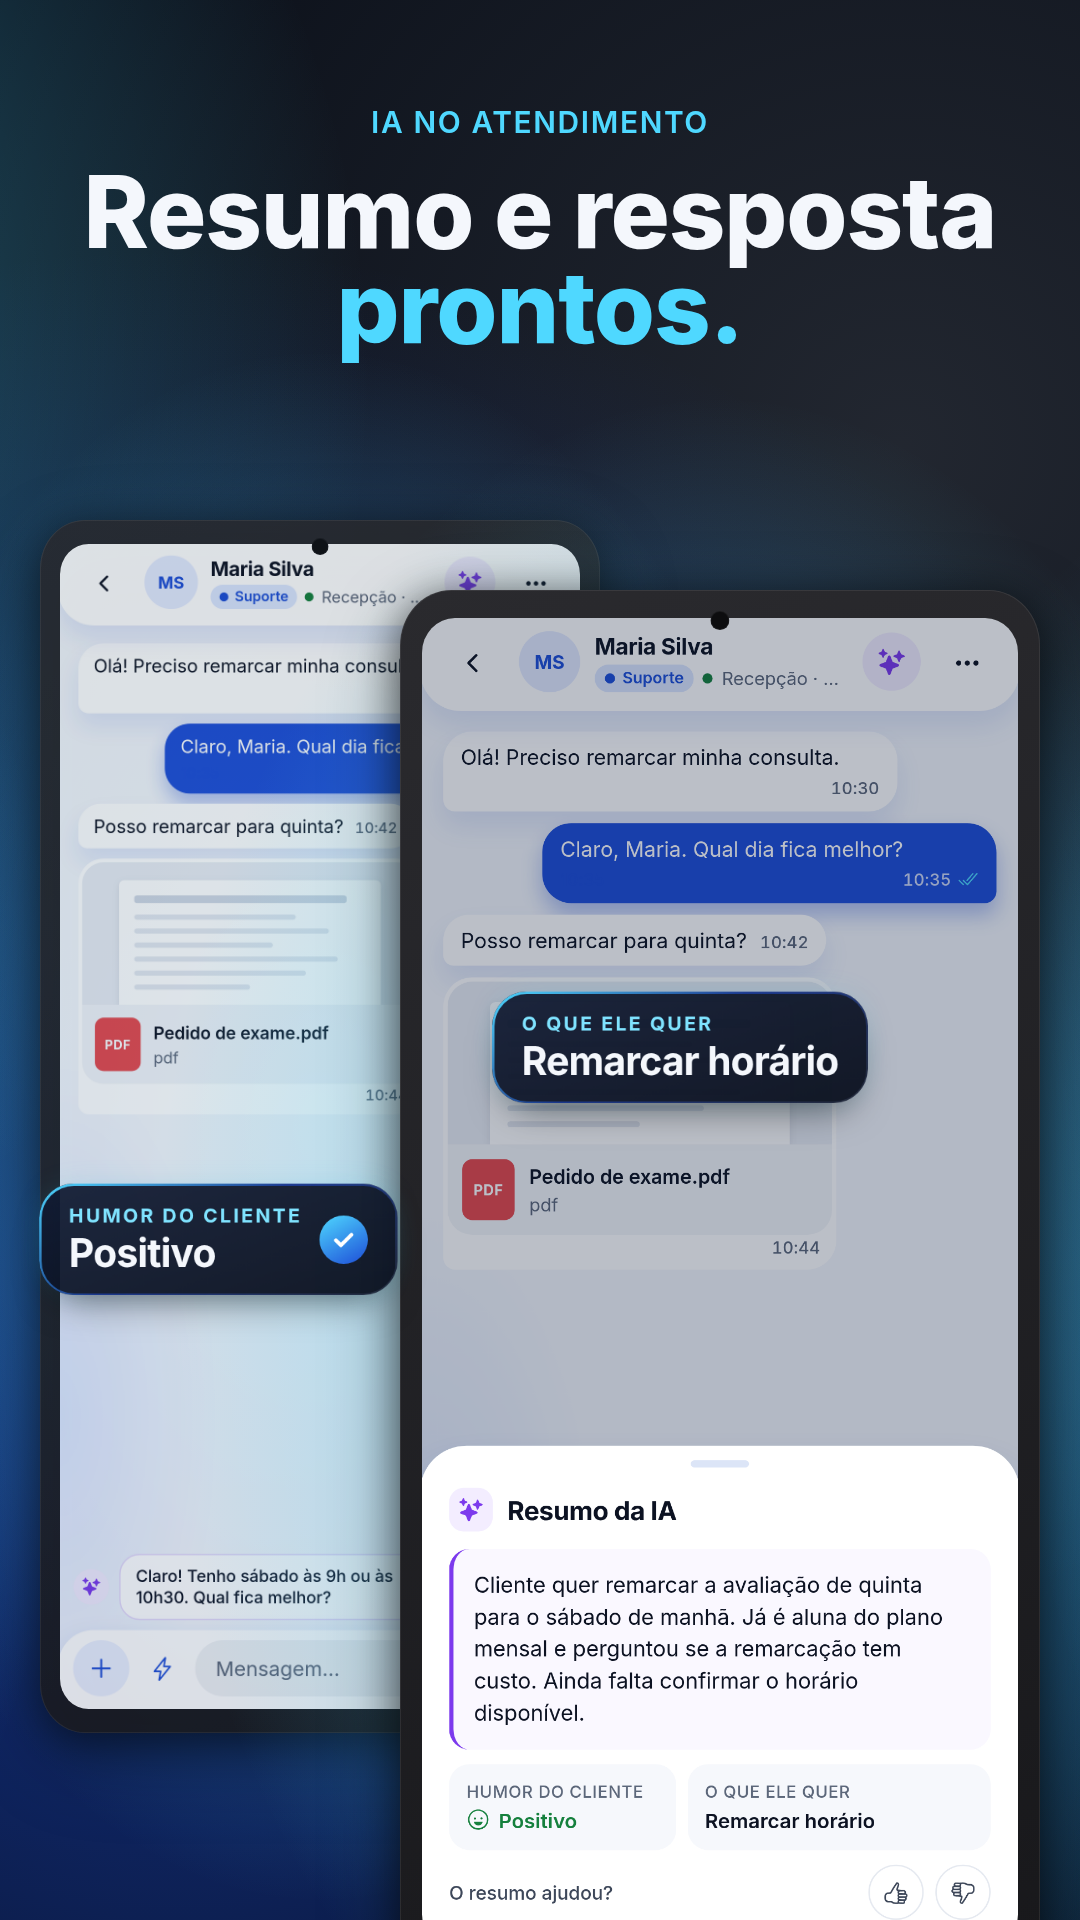 IA NO ATENDIMENTO
Resumo e resposta
prontos.
MS
Maria Silva
Suporte
Recepção · ...
Olá! Preciso remarcar minha consul
Claro, Maria. Qual dia fica
Posso remarcar para quinta? 10:42
PDF
Pedido de exame.pdf
pdf
10:44
HUMOR DO CLIENTE
Positivo
Claro! Tenho sábado às 9h ou às
10h30. Qual fica melhor?
Mensagem...
MS
Maria Silva
Suporte
Recepção · ...
Olá! Preciso remarcar minha consulta.
10:30
Claro, Maria. Qual dia fica melhor?
10:35
Posso remarcar para quinta? 10:42
O QUE ELE QUER
Remarcar horário
PDF
Pedido de exame.pdf
pdf
10:44
Resumo da IA
Cliente quer remarcar a avaliação de quinta
para o sábado de manhã. Já é aluna do plano
mensal e perguntou se a remarcação tem
custo. Ainda falta confirmar o horário
disponível.
HUMOR DO CLIENTE
Positivo
O QUE ELE QUER
Remarcar horário
O resumo ajudou?